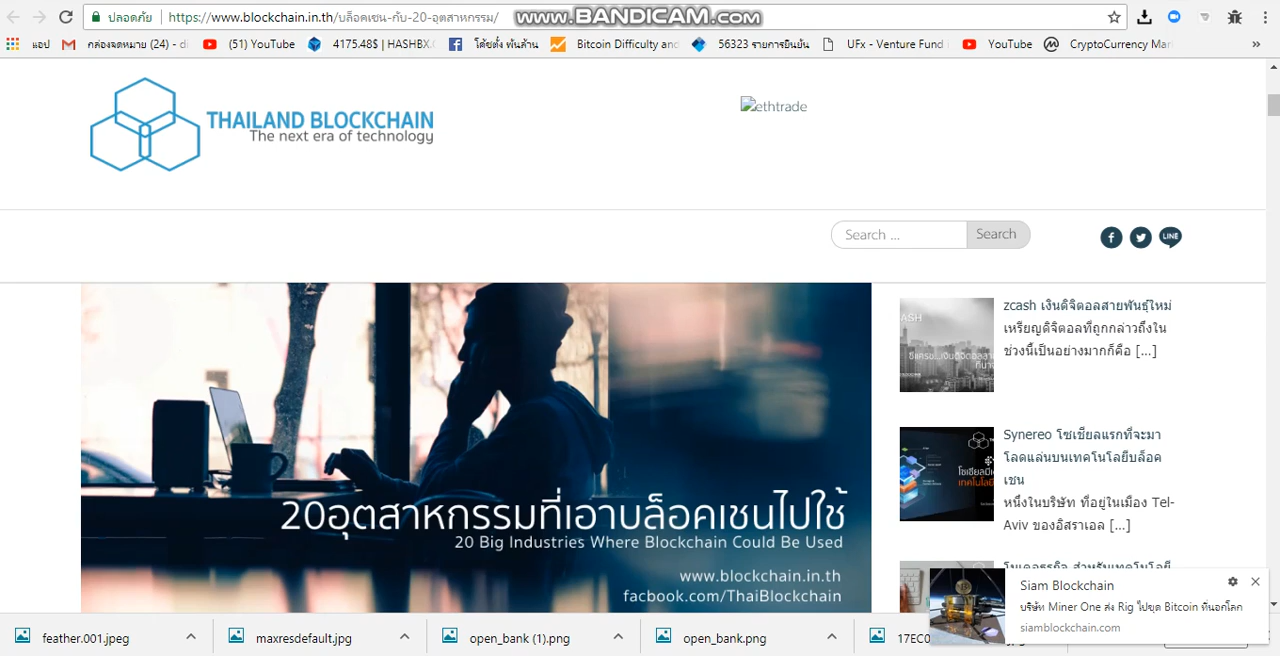 ปลอดภัย https://www.blockchain.in.th/บล็อคเชน-กับ-20-อุตสาหกรรม/
www.BANDICAM.com
แอป กล่องจดหมาย (24) - di (51) YouTube 4175.48$ | HASHBX. โต๊ซตั้ง พันล้าน Bitcoin Difficulty and 56323 รายการยืนยัน UFx - Venture Fund YouTube CryptoCurrency Mar »
THAILAND BLOCKCHAIN
The next era of technology
ethtrade
Search ... Search
LINE
20อุตสาหกรรมที่เอาบล็อคเชนไปใช้
20 Big Industries Where Blockchain Could Be Used
www.blockchain.in.th
facbook.com/ThaiBlockchain
zcash เงินดิจิตอลสายพันธุ์ใหม่
เหรียญดิจิตอลที่ถูกกล่าวถึงใน
ช่วงนี้เป็นอย่างมากก็คือ [...]
Synereo โซเชียลแรกที่จะมา
โลดแล่นบนเทคโนโลยีบล็อค
เชน
หนึ่งในบริษัท ที่อยู่ในเมือง Tel-
Aviv ของอิสราเอล [...]
Siam Blockchain
บริษัท Miner One ส่ง Rig ไปขุด Bitcoin ที่นอกโลก
siamblockchain.com
feather.001.jpeg maxresdefault.jpg open_bank (1).png open_bank.png 17EC0